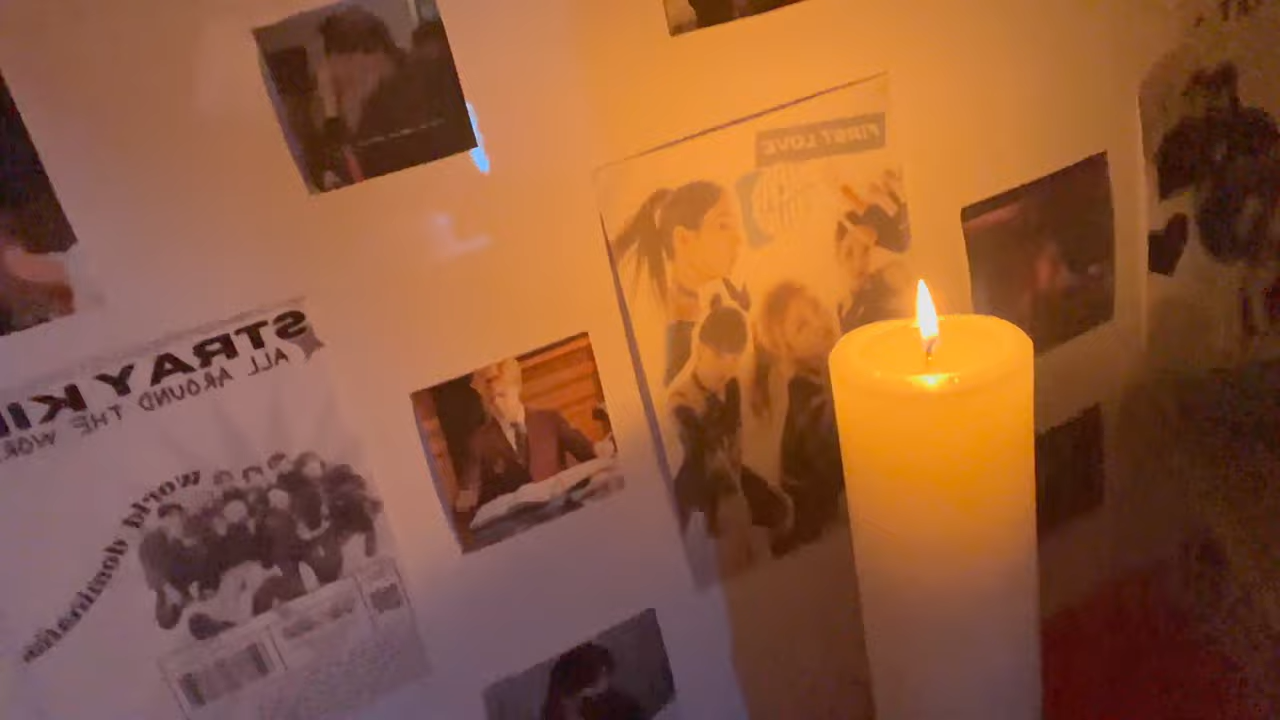 FIRST LOVE
STRAY KI
ALL AROUND THE WOR
World domination